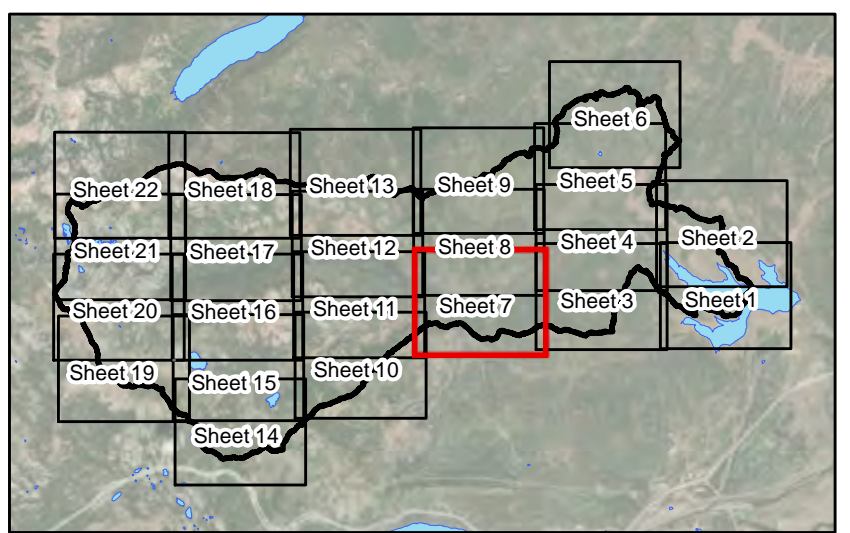 Sheet 6
Sheet 22
Sheet 18
Sheet 13
Sheet 9
Sheet 5
Sheet 21
Sheet 17
Sheet 12
Sheet 8
Sheet 4
Sheet 2
Sheet 20
Sheet 16
Sheet 11
Sheet 7
Sheet 3
Sheet 1
Sheet 19
Sheet 15
Sheet 10
Sheet 14